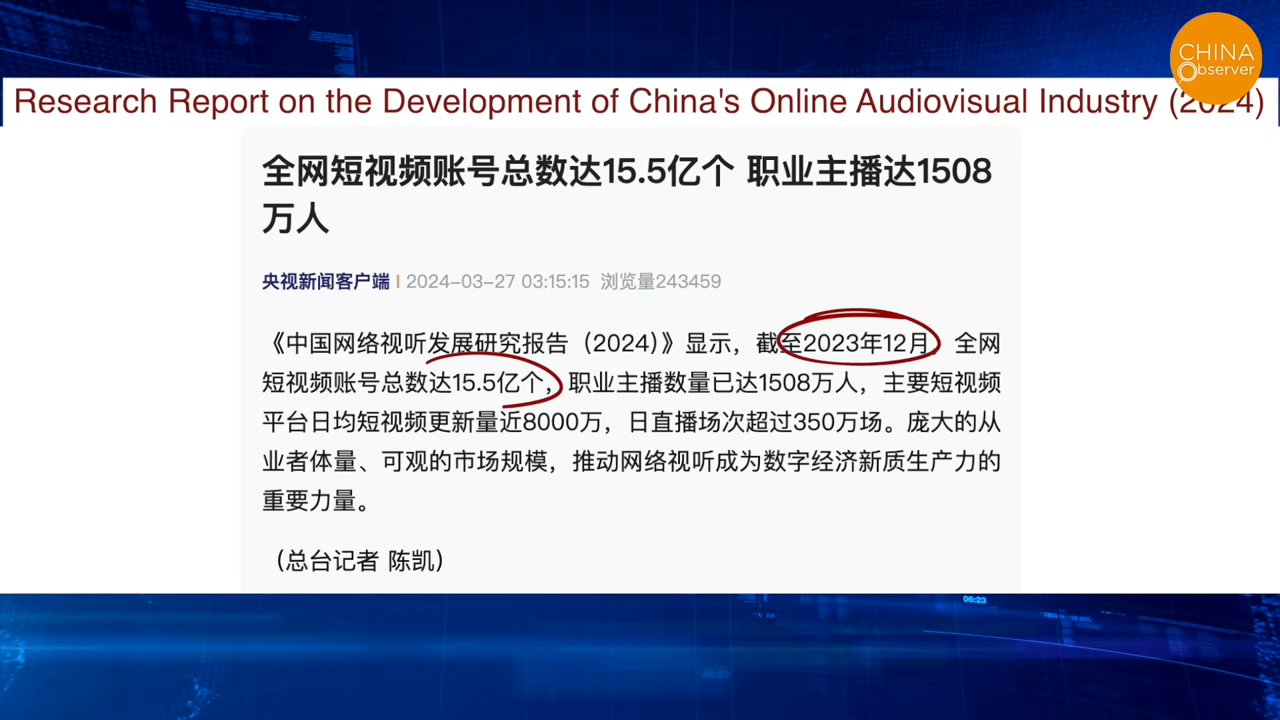 CHINA
Observer
Research Report on the Development of China's Online Audiovisual Industry (2024)
全网短视频账号总数达15.5亿个 职业主播达1508
万人
央视新闻客户端 | 2024-03-27 03:15:15 浏览量243459
《中国网络视听发展研究报告（2024）》显示，截至2023年12月，全网
短视频账号总数达15.5亿个，职业主播数量已达1508万人，主要短视频
平台日均短视频更新量近8000万，日直播场次超过350万场。庞大的从
业者体量、可观的市场规模，推动网络视听成为数字经济新质生产力的
重要力量。
（总台记者 陈凯）
06:23